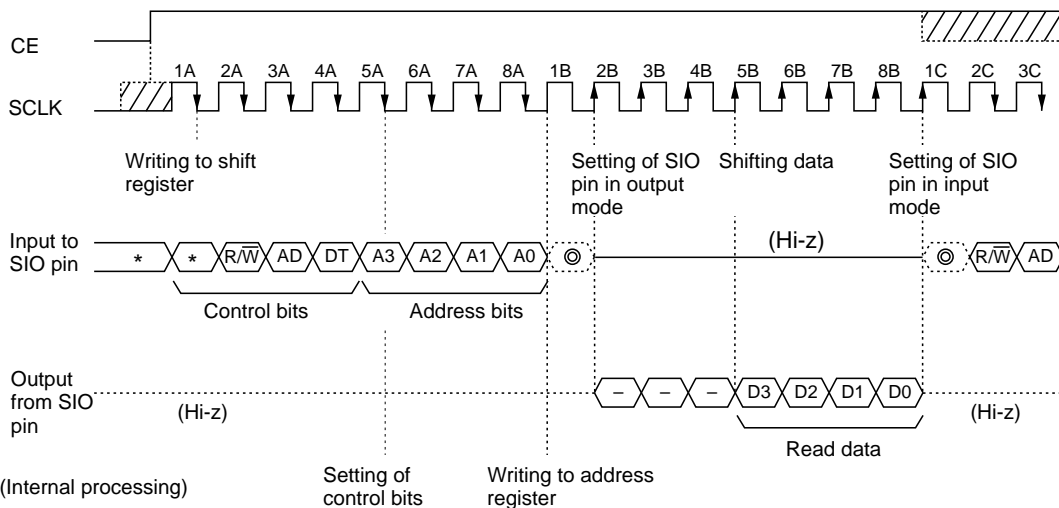 CE
1A 2A 3A 4A 5A 6A 7A 8A 1B 2B 3B 4B 5B 6B 7B 8B 1C 2C 3C
SCLK
Writing to shift
register
Setting of SIO
pin in output
mode
Shifting data
Setting of SIO
pin in input
mode
Input to
SIO pin
* * R/W̅ AD DT A3 A2 A1 A0 ◎ (Hi-z) ◎ R/W̅ AD
Control bits Address bits
Output
from SIO
pin
(Hi-z) – – – D3 D2 D1 D0 (Hi-z)
Read data
(Internal processing)
Setting of
control bits
Writing to address
register